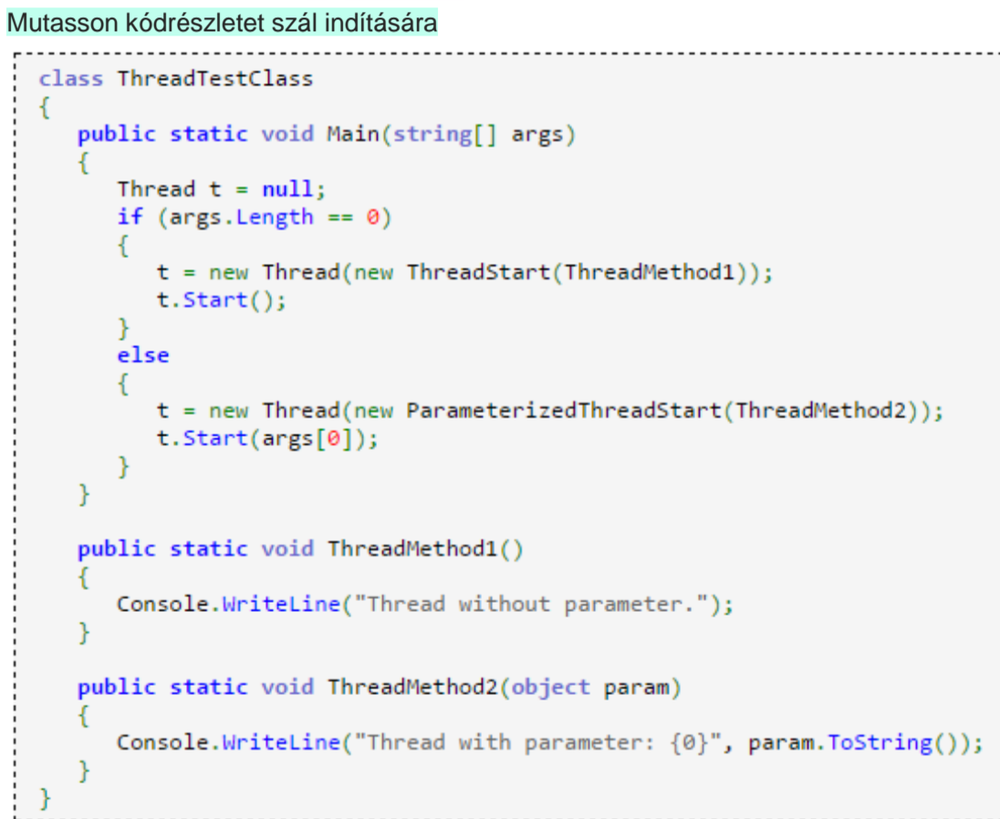 Mutasson kódrészletet szál indítására
class ThreadTestClass
{
public static void Main(string[] args)
{
Thread t = null;
if (args.Length == 0)
{
t = new Thread(new ThreadStart(ThreadMethod1));
t.Start();
}
else
{
t = new Thread(new ParameterizedThreadStart(ThreadMethod2));
t.Start(args[0]);
}
}
public static void ThreadMethod1()
{
Console.WriteLine("Thread without parameter.");
}
public static void ThreadMethod2(object param)
{
Console.WriteLine("Thread with parameter: {0}", param.ToString());
}
}